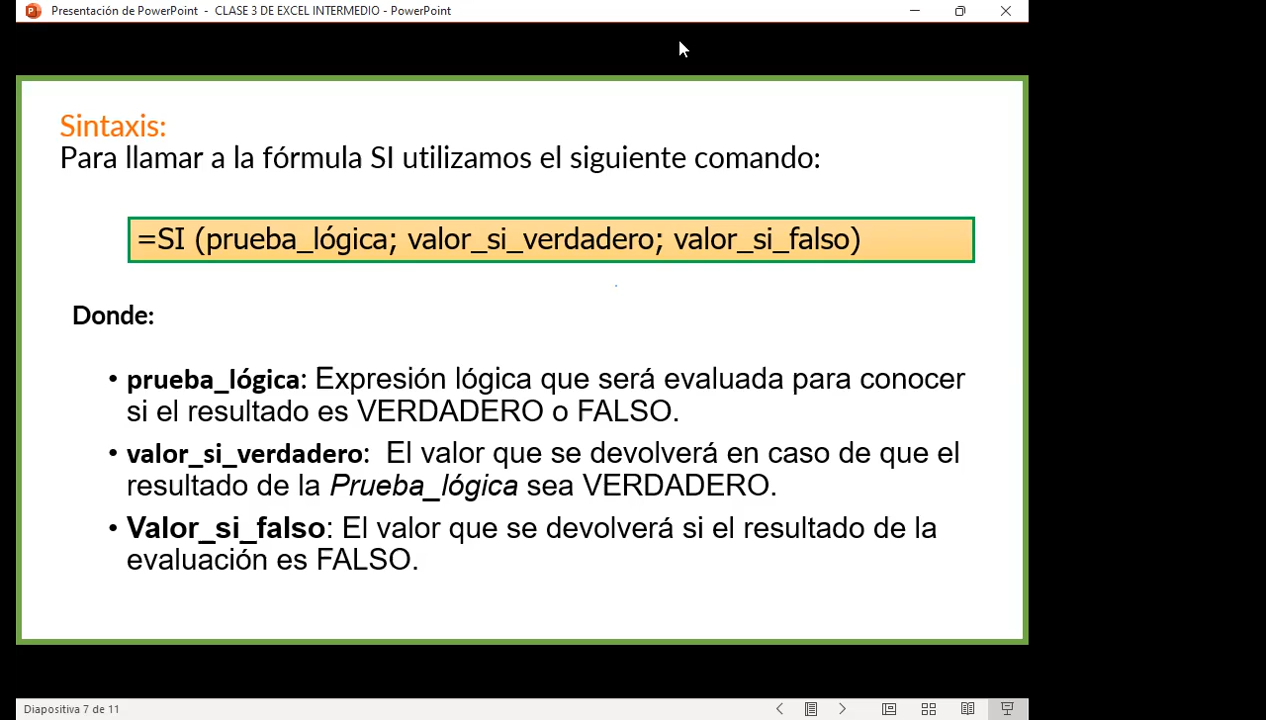 Presentación de PowerPoint - CLASE 3 DE EXCEL INTERMEDIO - PowerPoint
Sintaxis:
Para llamar a la fórmula SI utilizamos el siguiente comando:
=SI (prueba_lógica; valor_si_verdadero; valor_si_falso)
Donde:
• prueba_lógica: Expresión lógica que será evaluada para conocer
si el resultado es VERDADERO o FALSO.
• valor_si_verdadero: El valor que se devolverá en caso de que el
resultado de la Prueba_lógica sea VERDADERO.
• Valor_si_falso: El valor que se devolverá si el resultado de la
evaluación es FALSO.
Diapositiva 7 de 11